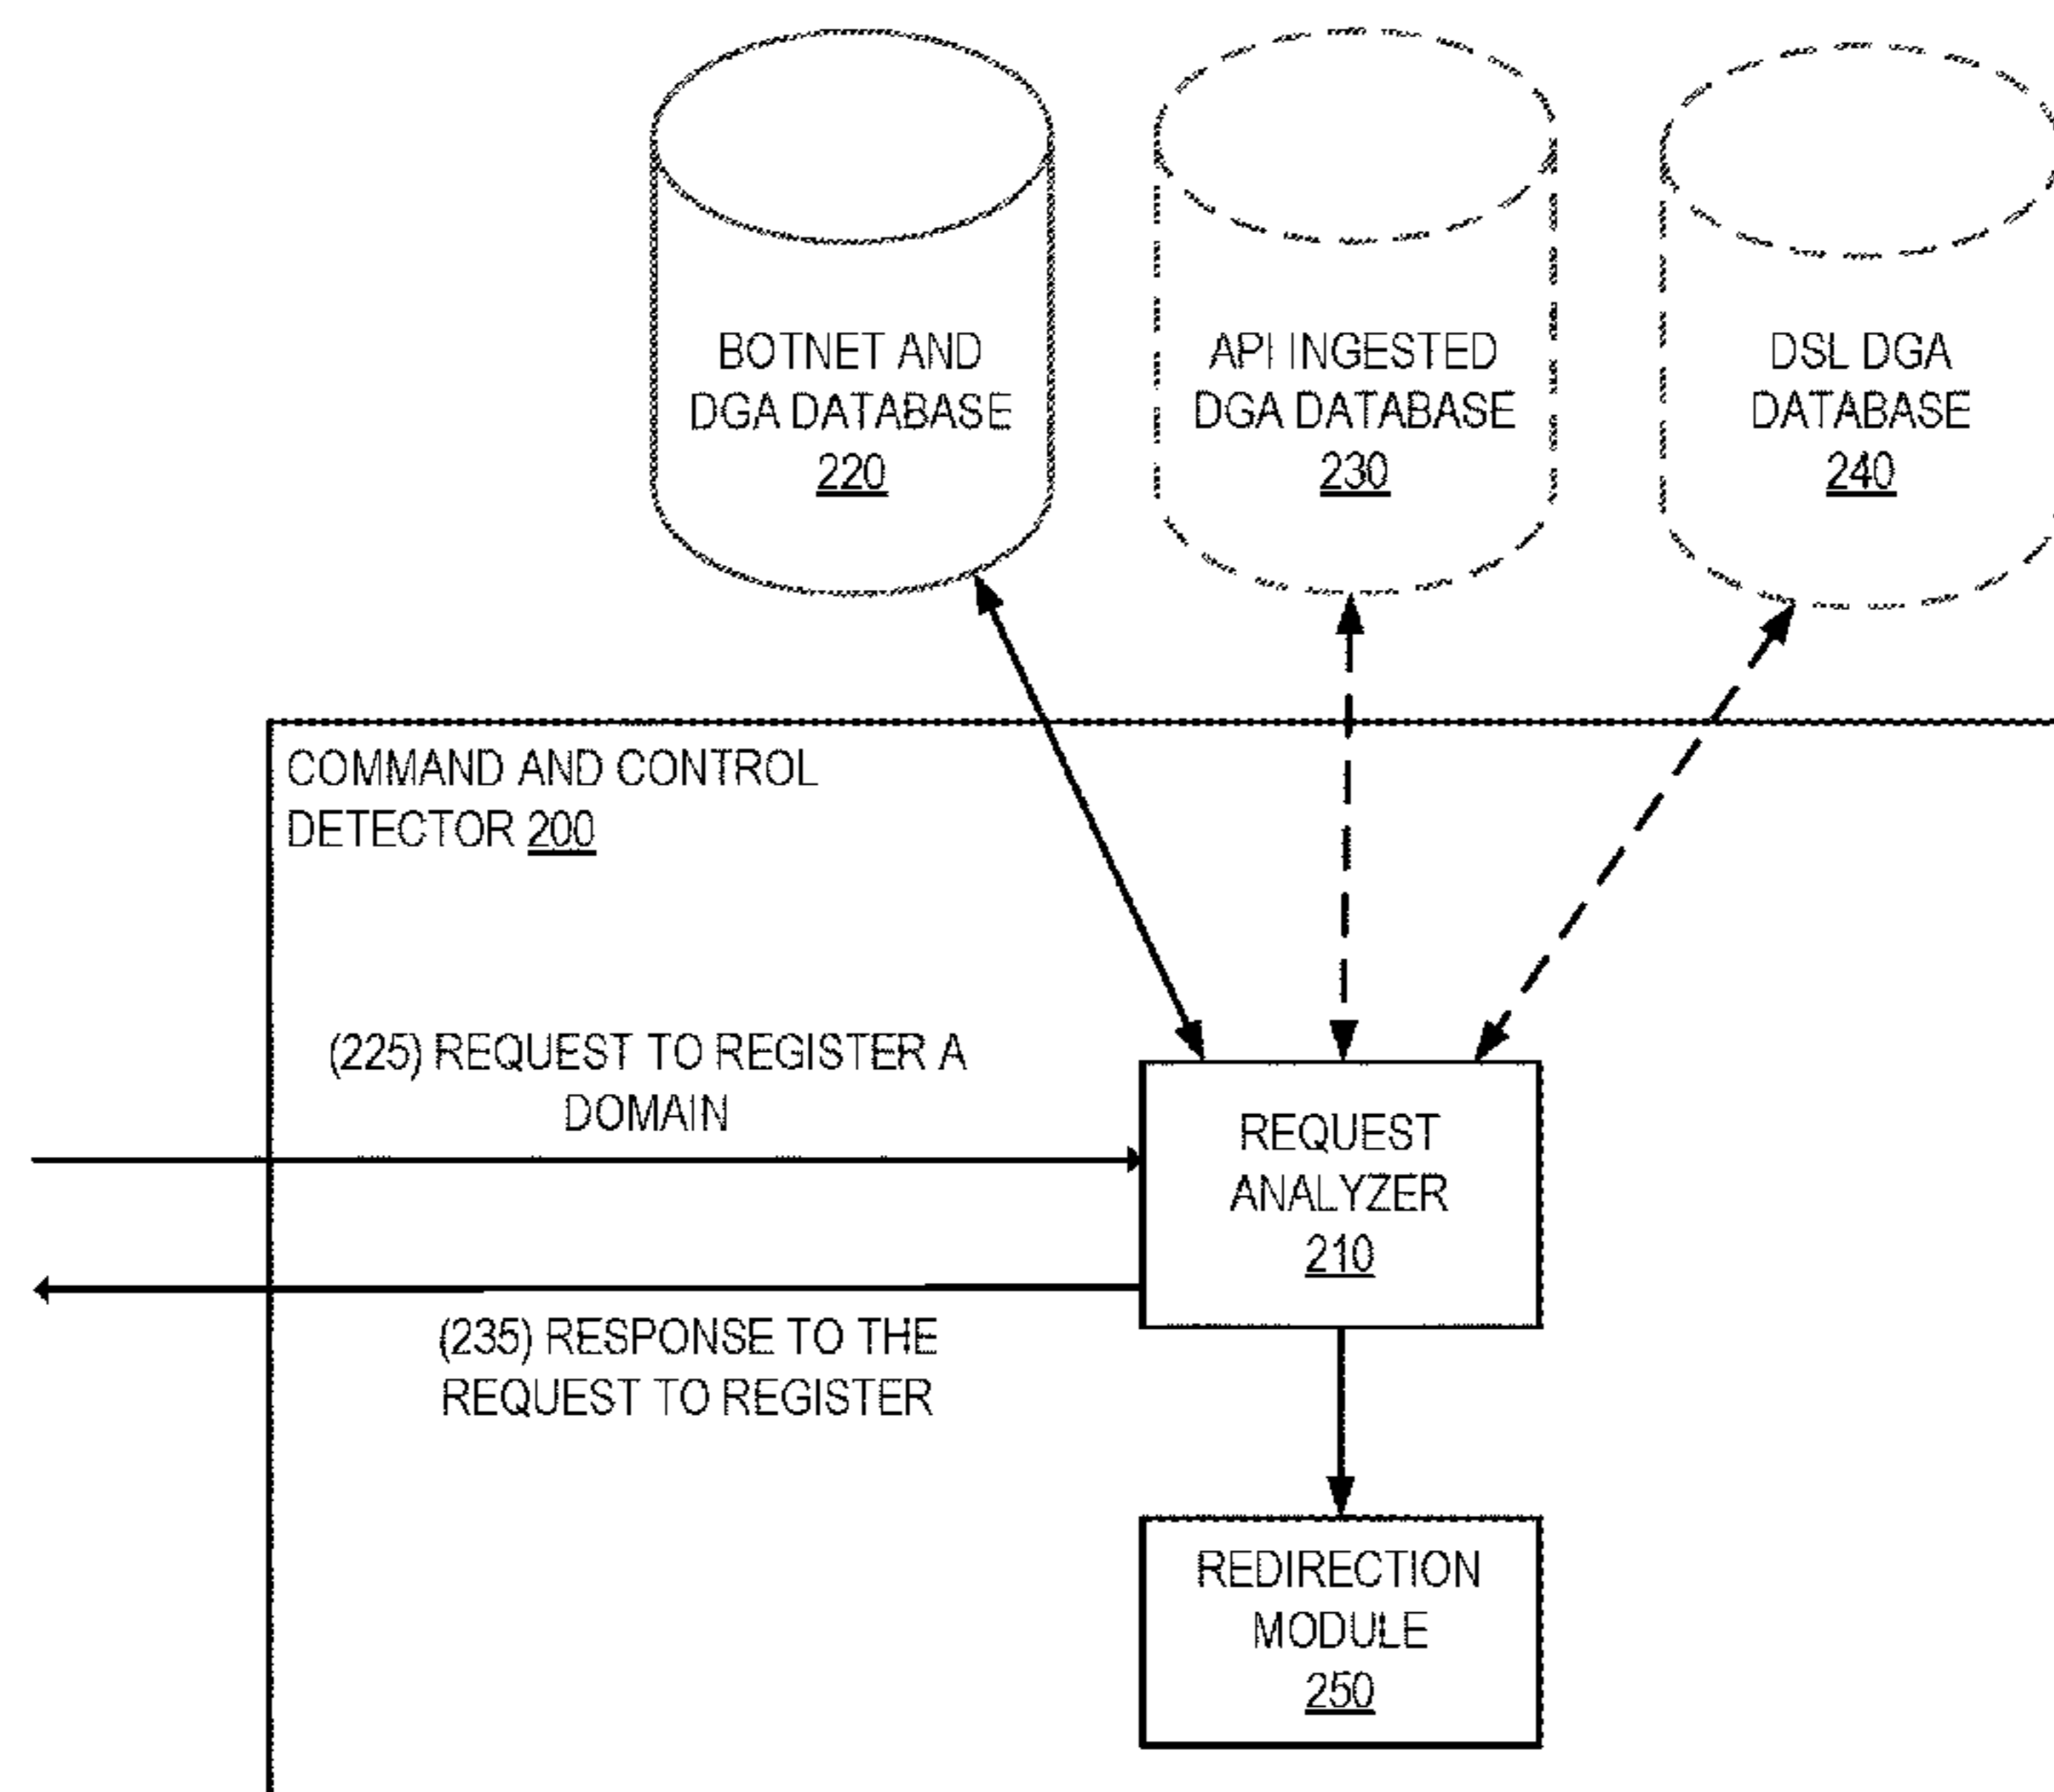 BOTNET AND
DGA DATABASE
220
API INGESTED
DGA DATABASE
230
DSL DGA
DATABASE
240
COMMAND AND CONTROL
DETECTOR 200
(225) REQUEST TO REGISTER A
DOMAIN
REQUEST
ANALYZER
210
(235) RESPONSE TO THE
REQUEST TO REGISTER
REDIRECTION
MODULE
250